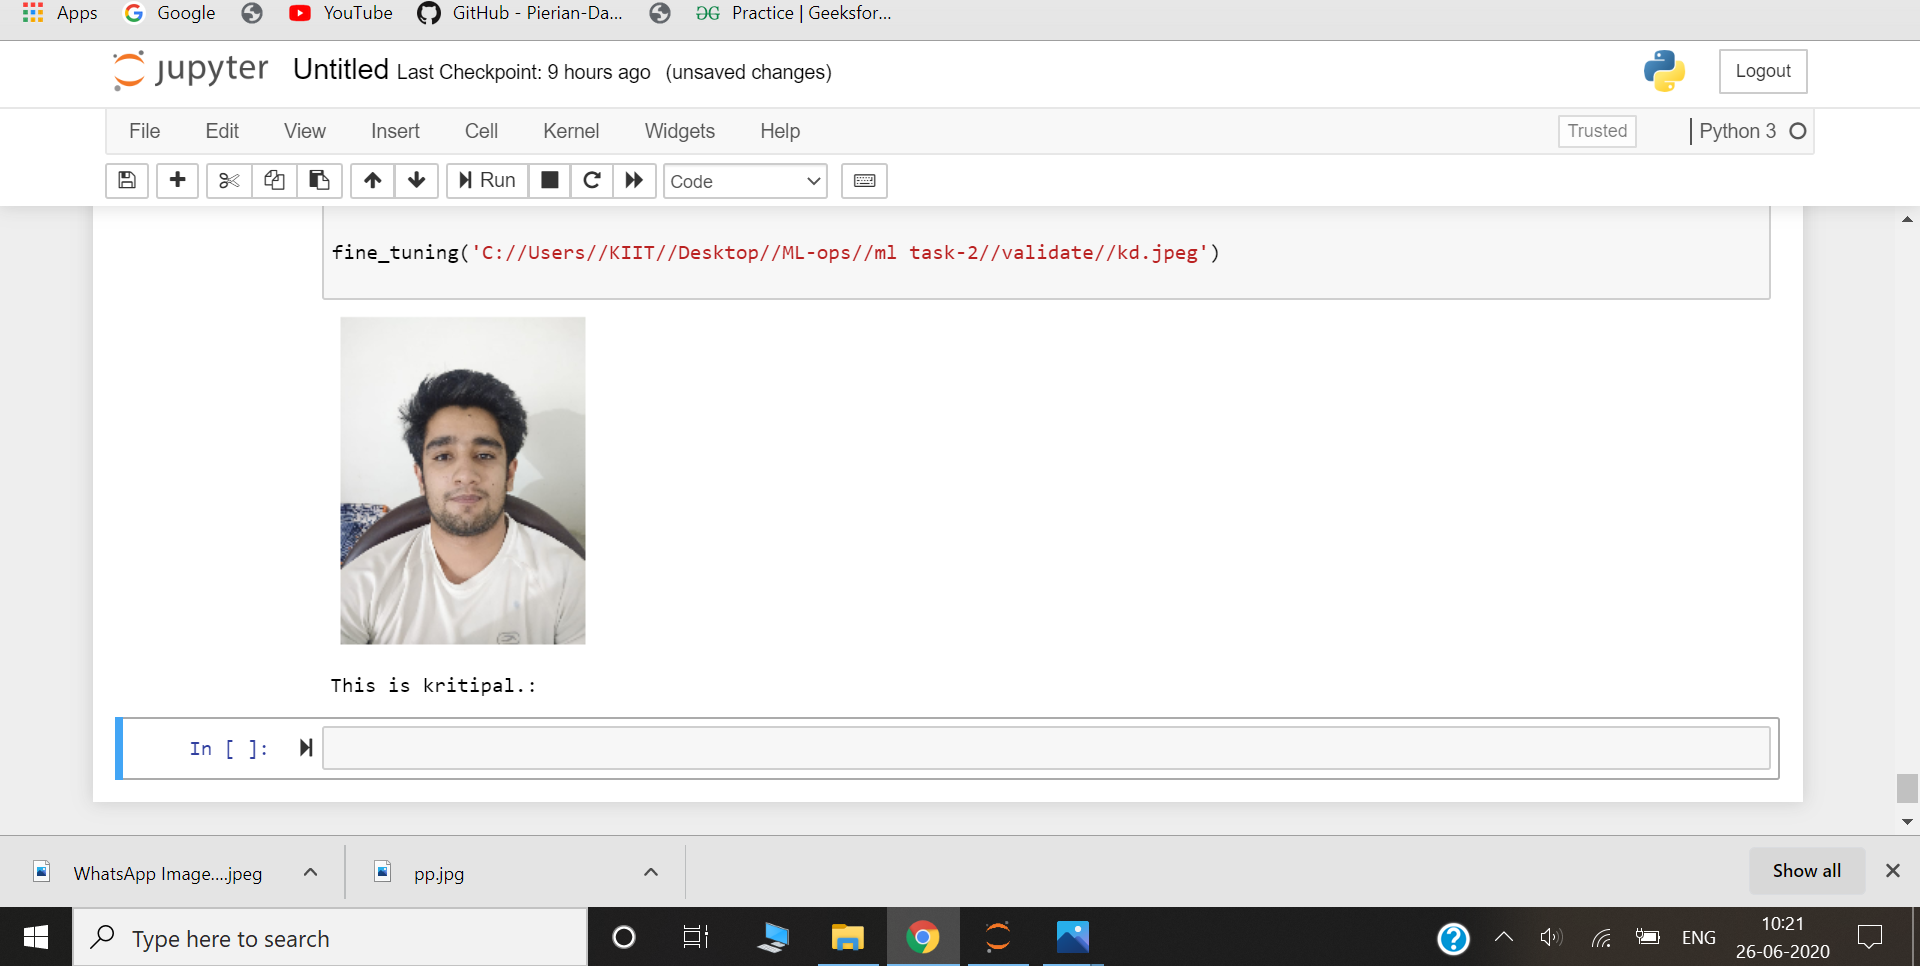 Apps Google YouTube GitHub - Pierian-Da... ƏG Practice | Geeksfor...
jupyter Untitled Last Checkpoint: 9 hours ago (unsaved changes) Logout
File Edit View Insert Cell Kernel Widgets Help Trusted Python 3
Run Code
fine_tuning('C://Users//KIIT//Desktop//ML-ops//ml task-2//validate//kd.jpeg')
This is kritipal.:
In [ ]:
WhatsApp Image....jpeg pp.jpg Show all
Type here to search ENG 10:21
26-06-2020